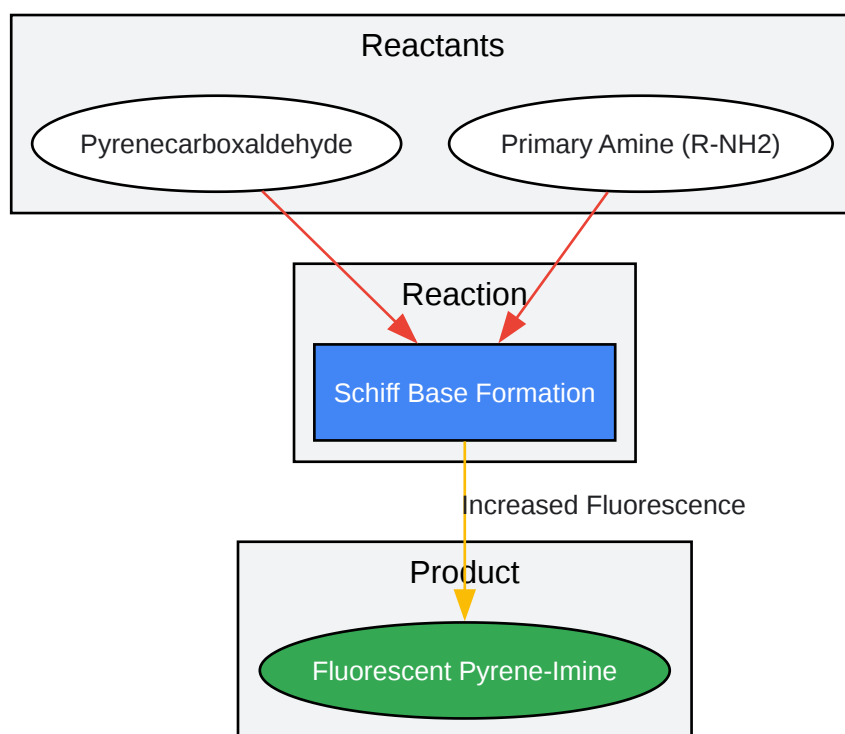 Reactants
Pyrenecarboxaldehyde
Primary Amine (R-NH2)
Reaction
Schiff Base Formation
Increased Fluorescence
Product
Fluorescent Pyrene-Imine